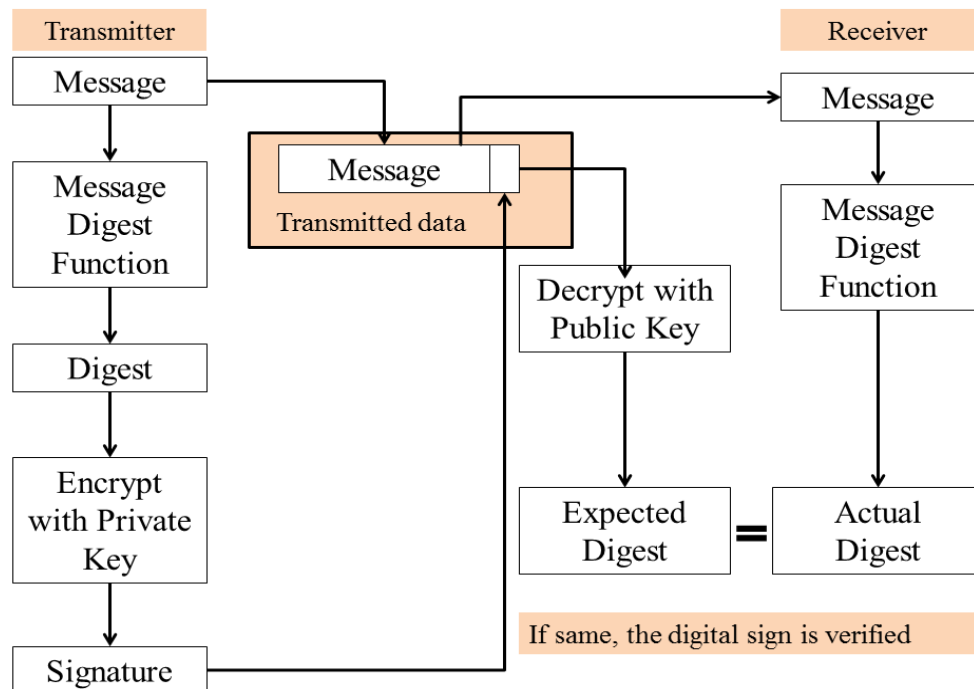 Transmitter
Message
Message
Digest
Function
Digest
Encrypt
with Private
Key
Signature
Message
Transmitted data
Decrypt with
Public Key
Expected
Digest
=
Receiver
Message
Message
Digest
Function
Actual
Digest
If same, the digital sign is verified